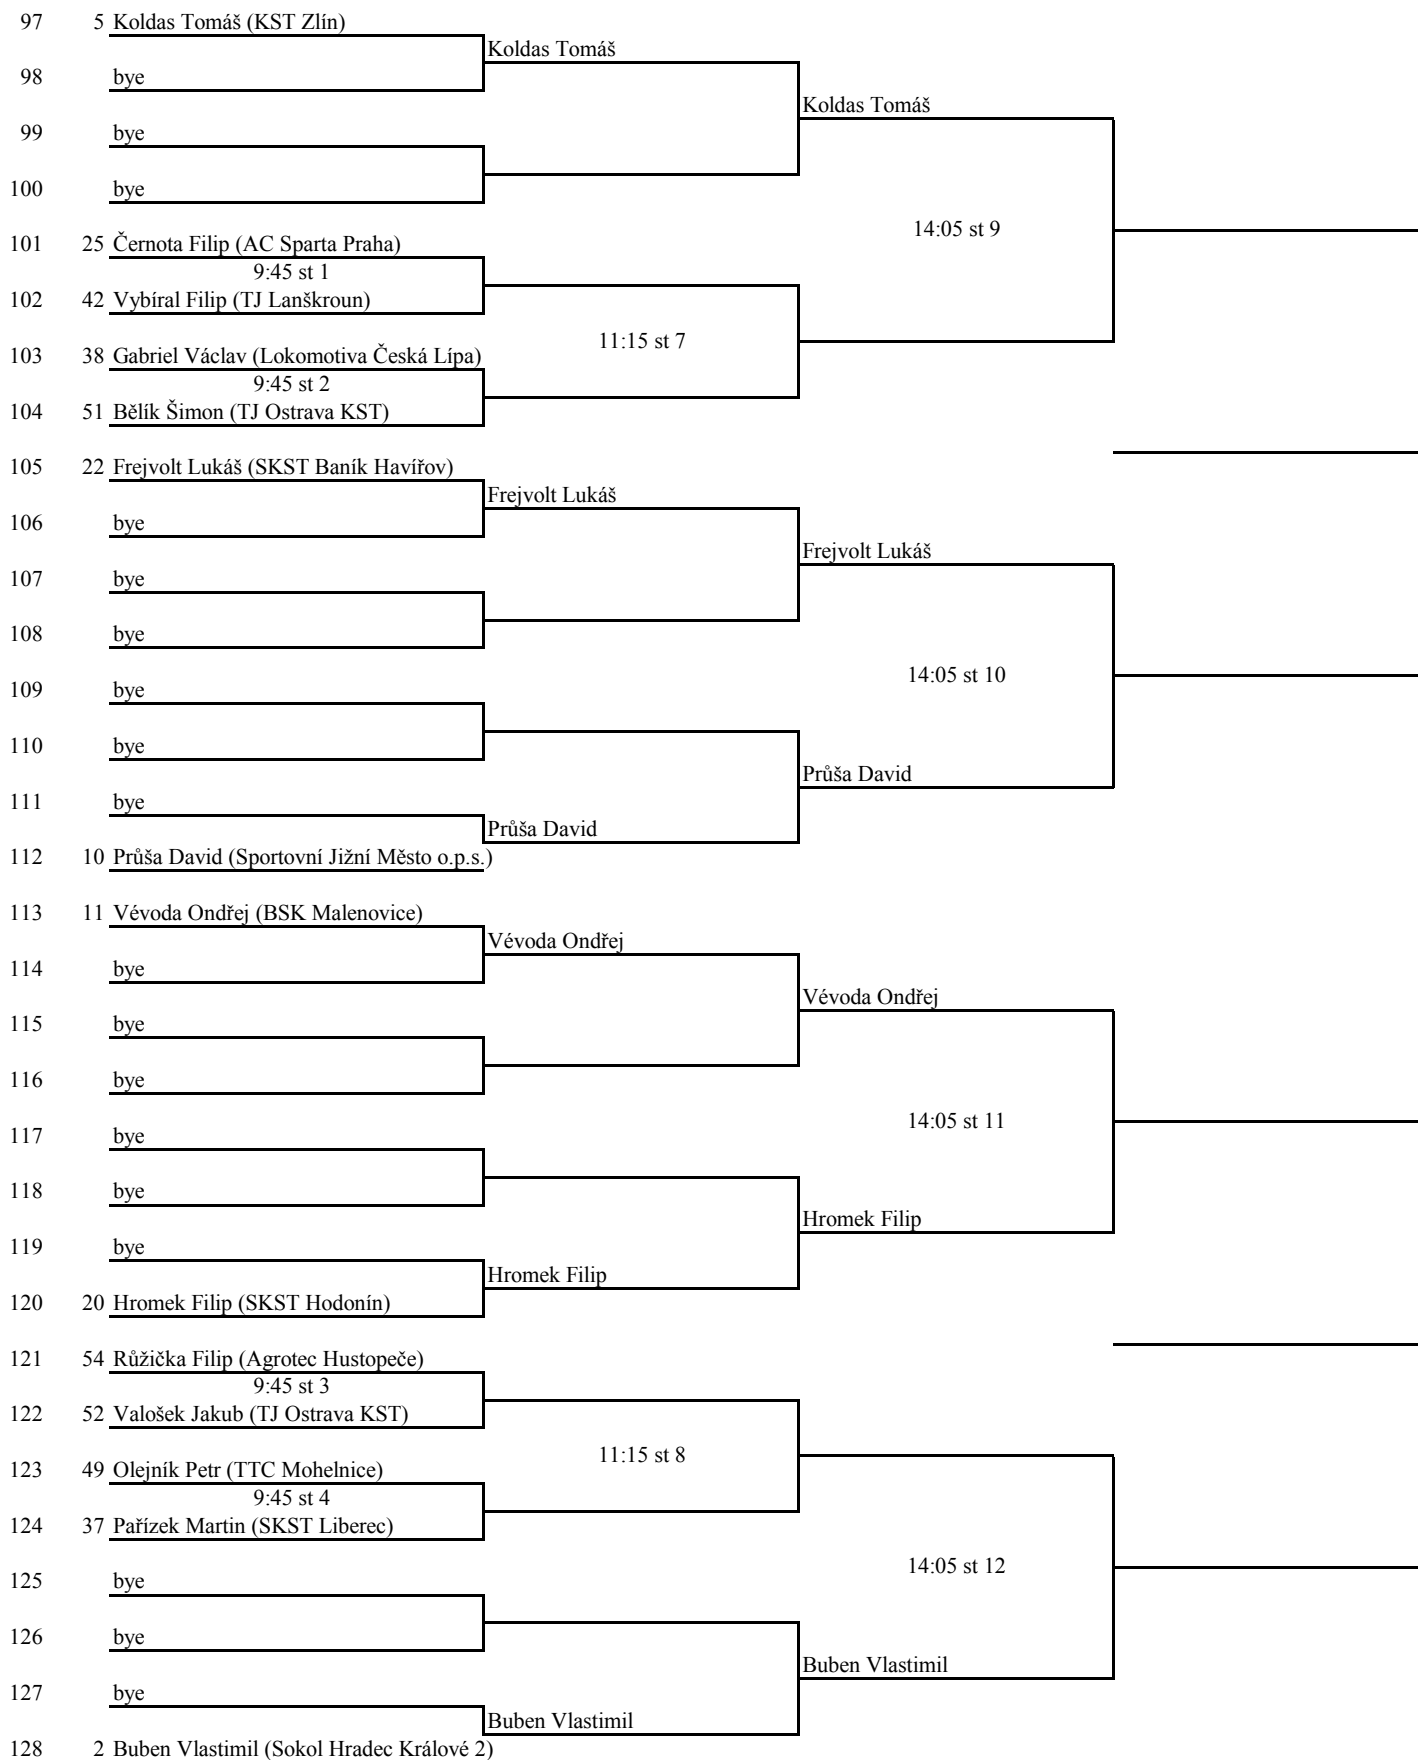 97 5 Koldas Tomáš (KST Zlín)
Koldas Tomáš
98 bye
Koldas Tomáš
99 bye
100 bye
14:05 st 9
101 25 Černota Filip (AC Sparta Praha)
9:45 st 1
102 42 Vybíral Filip (TJ Lanškroun)
11:15 st 7
103 38 Gabriel Václav (Lokomotiva Česká Lípa)
9:45 st 2
104 51 Bělík Šimon (TJ Ostrava KST)
105 22 Frejvolt Lukáš (SKST Baník Havířov)
Frejvolt Lukáš
106 bye
Frejvolt Lukáš
107 bye
108 bye
14:05 st 10
109 bye
110 bye
Průša David
111 bye
Průša David
112 10 Průša David (Sportovní Jižní Město o.p.s.)
113 11 Vévoda Ondřej (BSK Malenovice)
Vévoda Ondřej
114 bye
Vévoda Ondřej
115 bye
116 bye
14:05 st 11
117 bye
118 bye
Hromek Filip
119 bye
Hromek Filip
120 20 Hromek Filip (SKST Hodonín)
121 54 Růžička Filip (Agrotec Hustopeče)
9:45 st 3
122 52 Valošek Jakub (TJ Ostrava KST)
11:15 st 8
123 49 Olejník Petr (TTC Mohelnice)
9:45 st 4
124 37 Pařízek Martin (SKST Liberec)
14:05 st 12
125 bye
126 bye
Buben Vlastimil
127 bye
Buben Vlastimil
128 2 Buben Vlastimil (Sokol Hradec Králové 2)